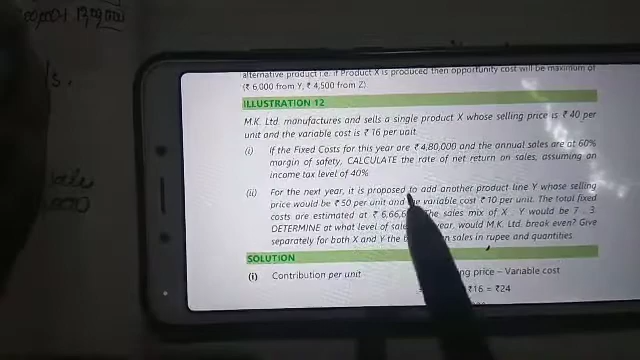 alternative product i.e. if Product X is produced then opportunity cost will be maximum of
(₹ 6,000 from Y, ₹ 4,500 from Z)
ILLUSTRATION 12
M.K. Ltd. manufactures and sells a single product X whose selling price is ₹ 40 per
unit and the variable cost is ₹ 16 per unit.
(i) If the Fixed Costs for this year are ₹ 4,80,000 and the annual sales are at 60%
margin of safety, CALCULATE the rate of net return on sales, assuming an
income tax level of 40%
(ii) For the next year, it is proposed to add another product line Y whose selling
price would be ₹ 50 per unit and the variable cost ₹ 10 per unit. The total fixed
costs are estimated at ₹ 6,66,6 The sales mix of X : Y would be 7 : 3.
DETERMINE at what level of sale year, would M.K. Ltd. break even? Give
separately for both X and Y the b n sales in rupee and quantities.
SOLUTION
(i) Contribution per unit ng price – Variable cost
₹16 = ₹24